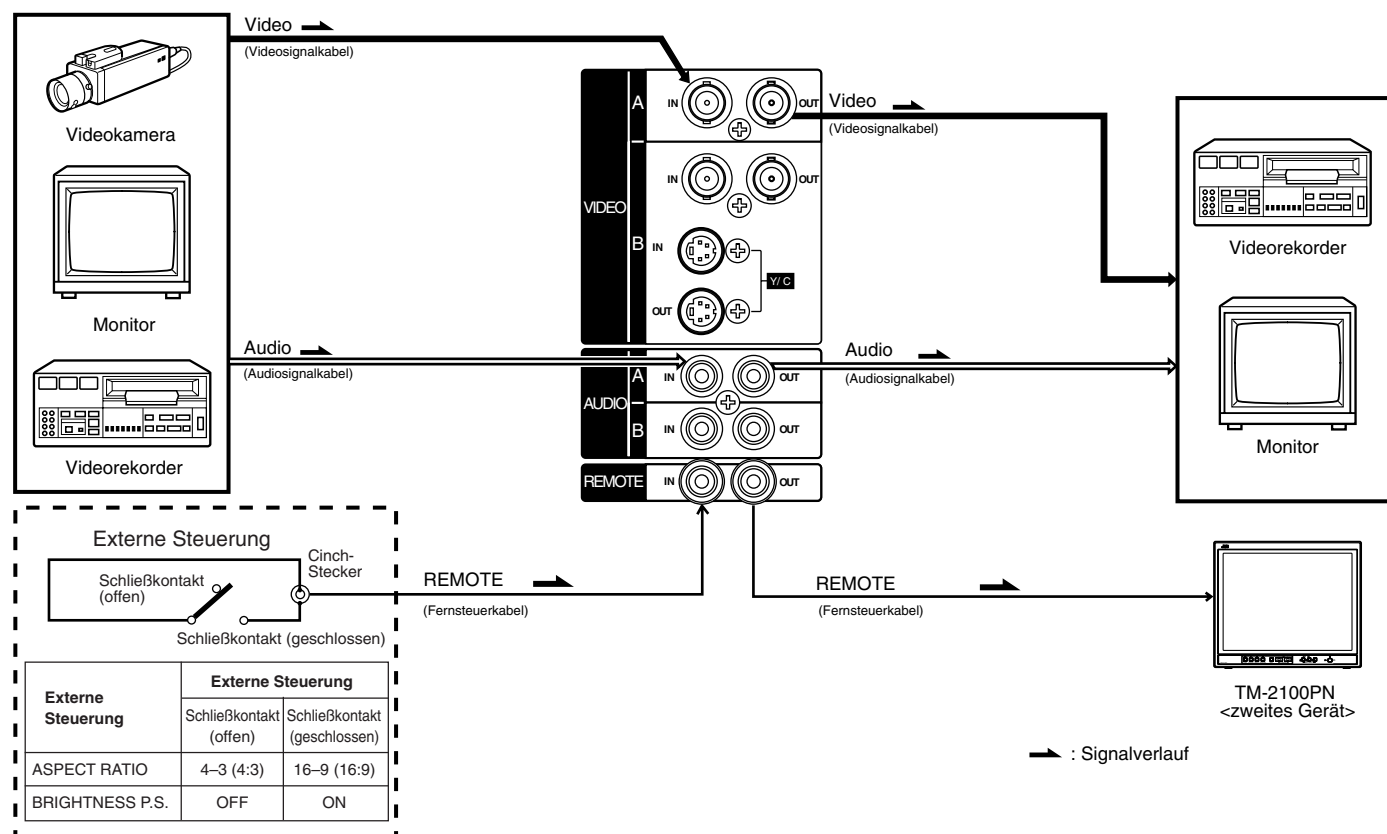 Video
(Videosignalkabel)
Videokamera
Monitor
Audio
(Audiosignalkabel)
Videorekorder
VIDEO
A
IN
OUT
B
IN
OUT
IN
OUT
Y/ C
AUDIO
A
IN
OUT
B
IN
OUT
REMOTE
IN
OUT
Video
(Videosignalkabel)
Audio
(Audiosignalkabel)
Videorekorder
Monitor
Externe Steuerung
Cinch-
Stecker
Schließkontakt
(offen)
Schließkontakt (geschlossen)
REMOTE
(Fernsteuerkabel)
REMOTE
(Fernsteuerkabel)
TM-2100PN
<zweites Gerät>
Externe
Steuerung
Externe Steuerung
Schließkontakt
(offen)
Schließkontakt
(geschlossen)
ASPECT RATIO
4–3 (4:3)
16–9 (16:9)
BRIGHTNESS P.S.
OFF
ON
: Signalverlauf